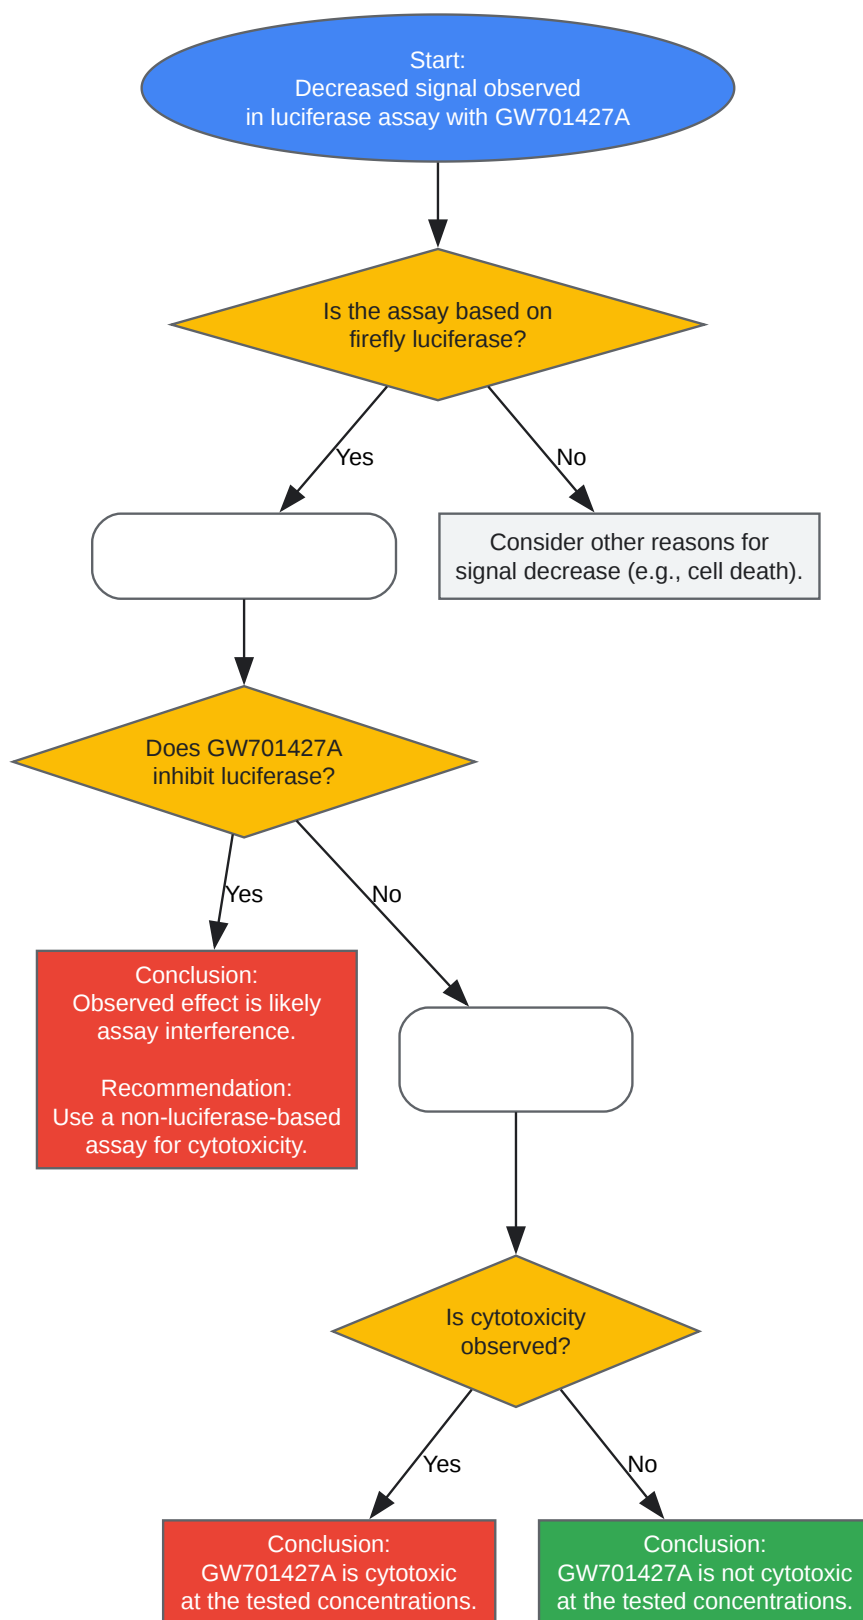 Start:
Decreased signal observed
in luciferase assay with GW701427A
Is the assay based on
firefly luciferase?
Yes
No
Consider other reasons for
signal decrease (e.g., cell death).
Does GW701427A
inhibit luciferase?
Yes
No
Conclusion:
Observed effect is likely
assay interference.
Recommendation:
Use a non-luciferase-based
assay for cytotoxicity.
Is cytotoxicity
observed?
Yes
No
Conclusion:
GW701427A is cytotoxic
at the tested concentrations.
Conclusion:
GW701427A is not cytotoxic
at the tested concentrations.